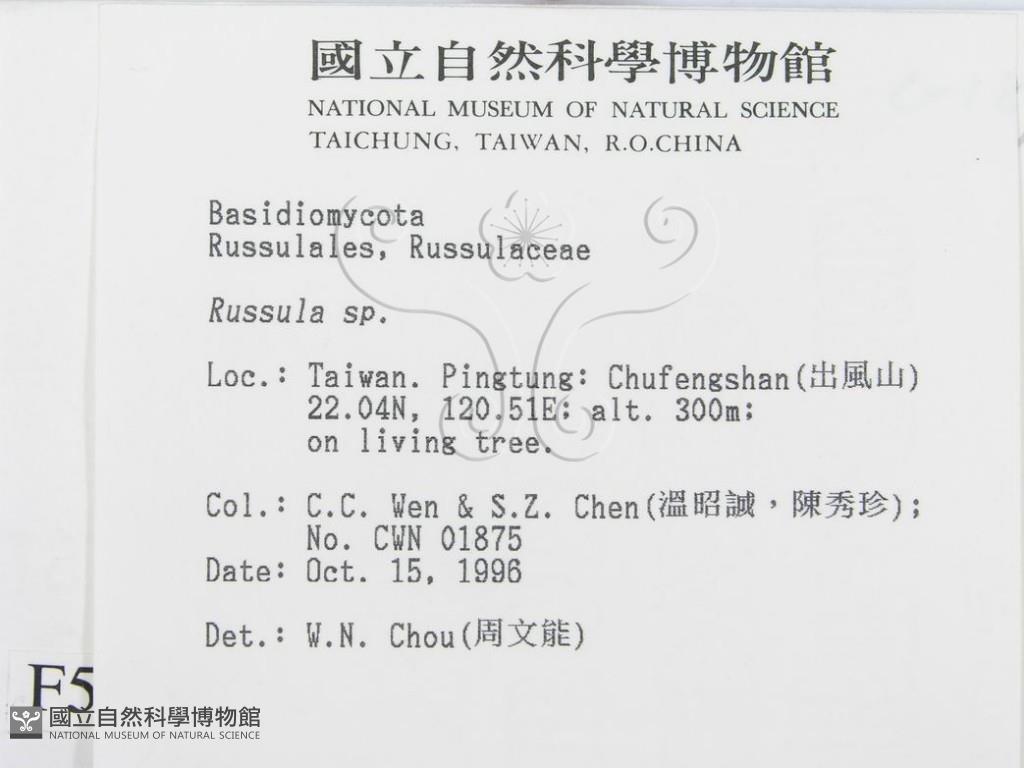 國立自然科學博物館
NATIONAL MUSEUM OF NATURAL SCIENCE
TAICHUNG, TAIWAN, R.O.CHINA
Basidiomycota
Russulales, Russulaceae
Russula sp.
Loc.: Taiwan. Pingtung: Chufengshan(出風山)
22.04N, 120.51E; alt. 300m;
on living tree.
Col.: C.C. Wen & S.Z. Chen(溫昭誠，陳秀珍);
No. CWN 01875
Date: Oct. 15, 1996
Det.: W.N. Chou(周文能)
F5
國立自然科學博物館
NATIONAL MUSEUM OF NATURAL SCIENCE